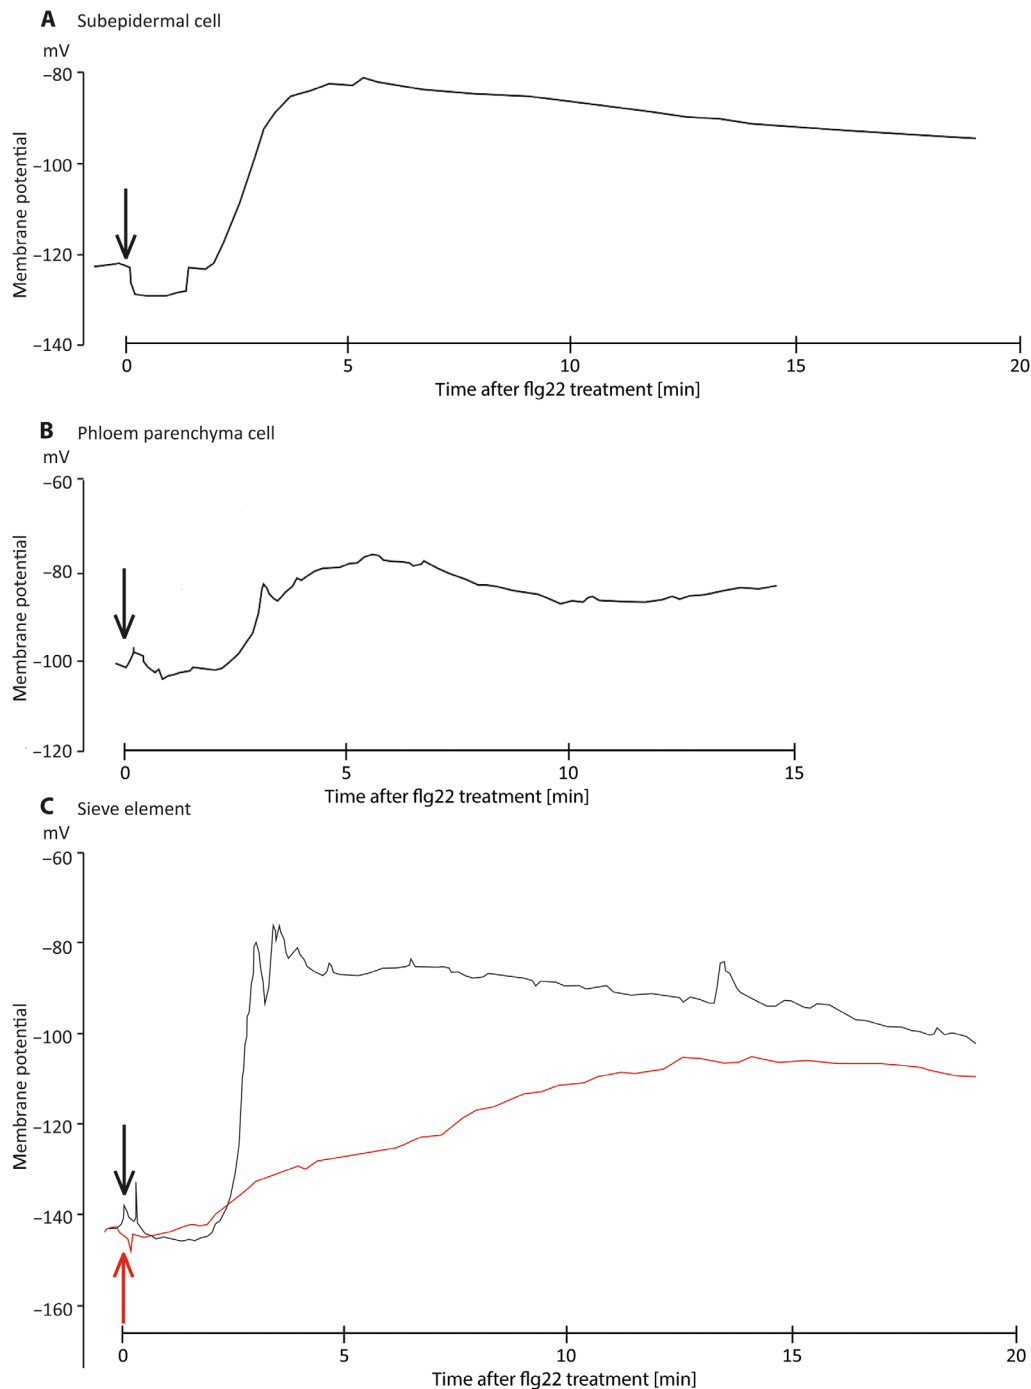 A Subepidermal cell
mV
−80
−100
−120
−140
Membrane potential
0 5 10 15 20
Time after flg22 treatment [min]
B Phloem parenchyma cell
mV
−60
−80
−100
−120
Membrane potential
0 5 10 15
Time after flg22 treatment [min]
C Sieve element
mV
−60
−80
−100
−120
−140
−160
Membrane potential
0 5 10 15 20
Time after flg22 treatment [min]